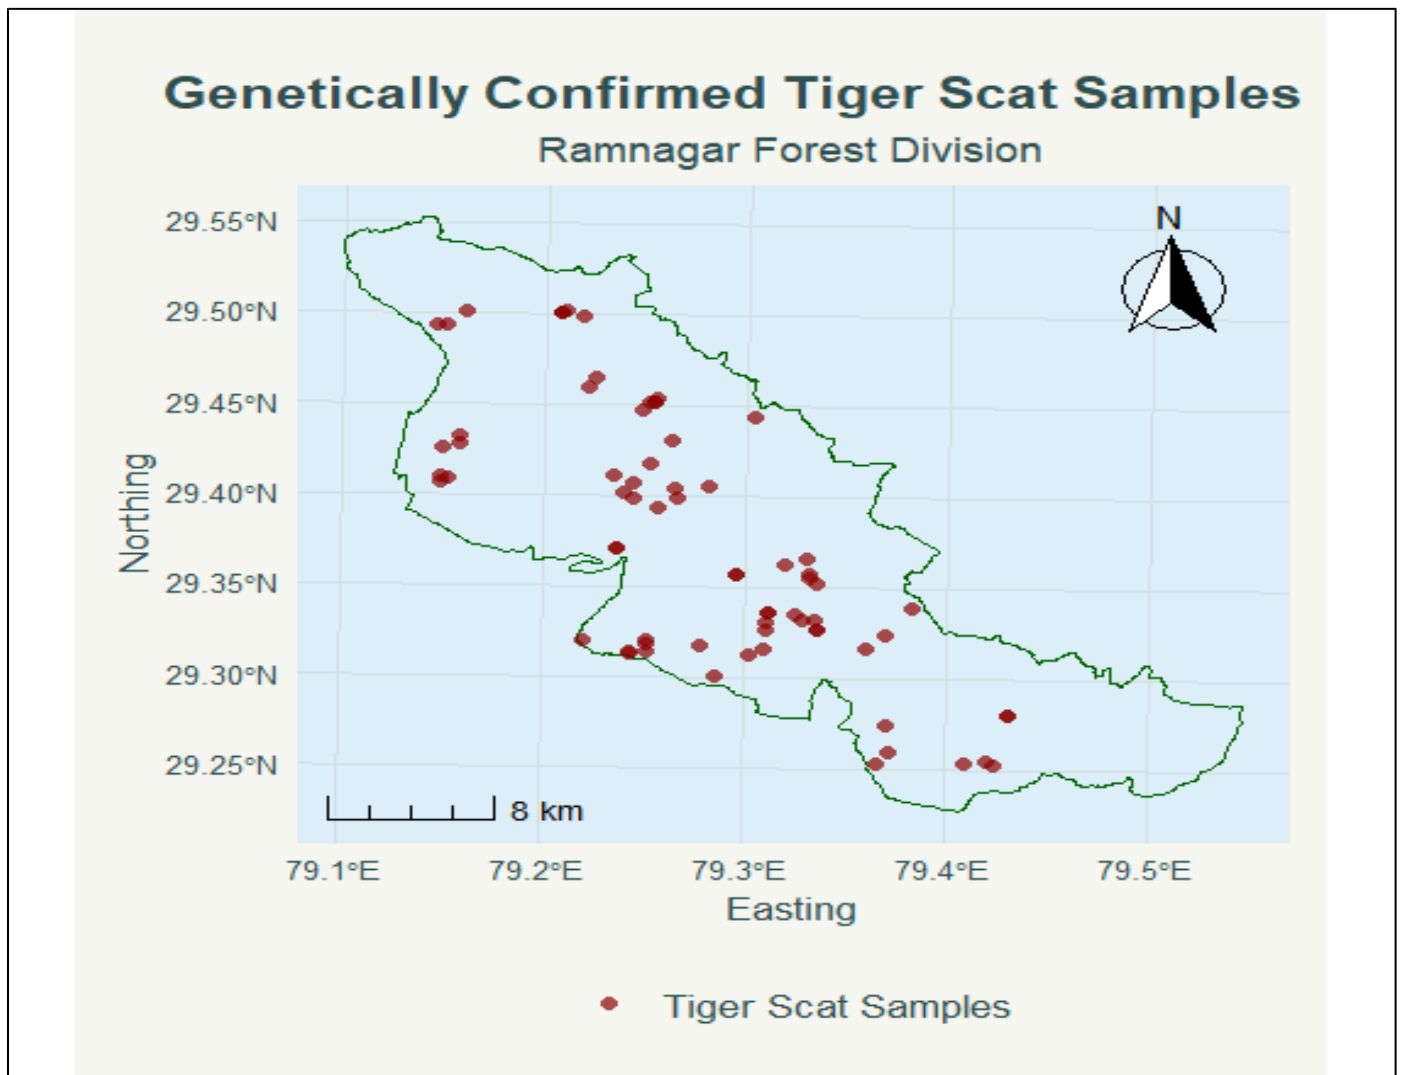 Genetically Confirmed Tiger Scat Samples
Ramnagar Forest Division
N
29.55°N
29.50°N
29.45°N
29.40°N
29.35°N
29.30°N
29.25°N
Northing
8 km
79.1°E 79.2°E 79.3°E 79.4°E 79.5°E
Easting
Tiger Scat Samples